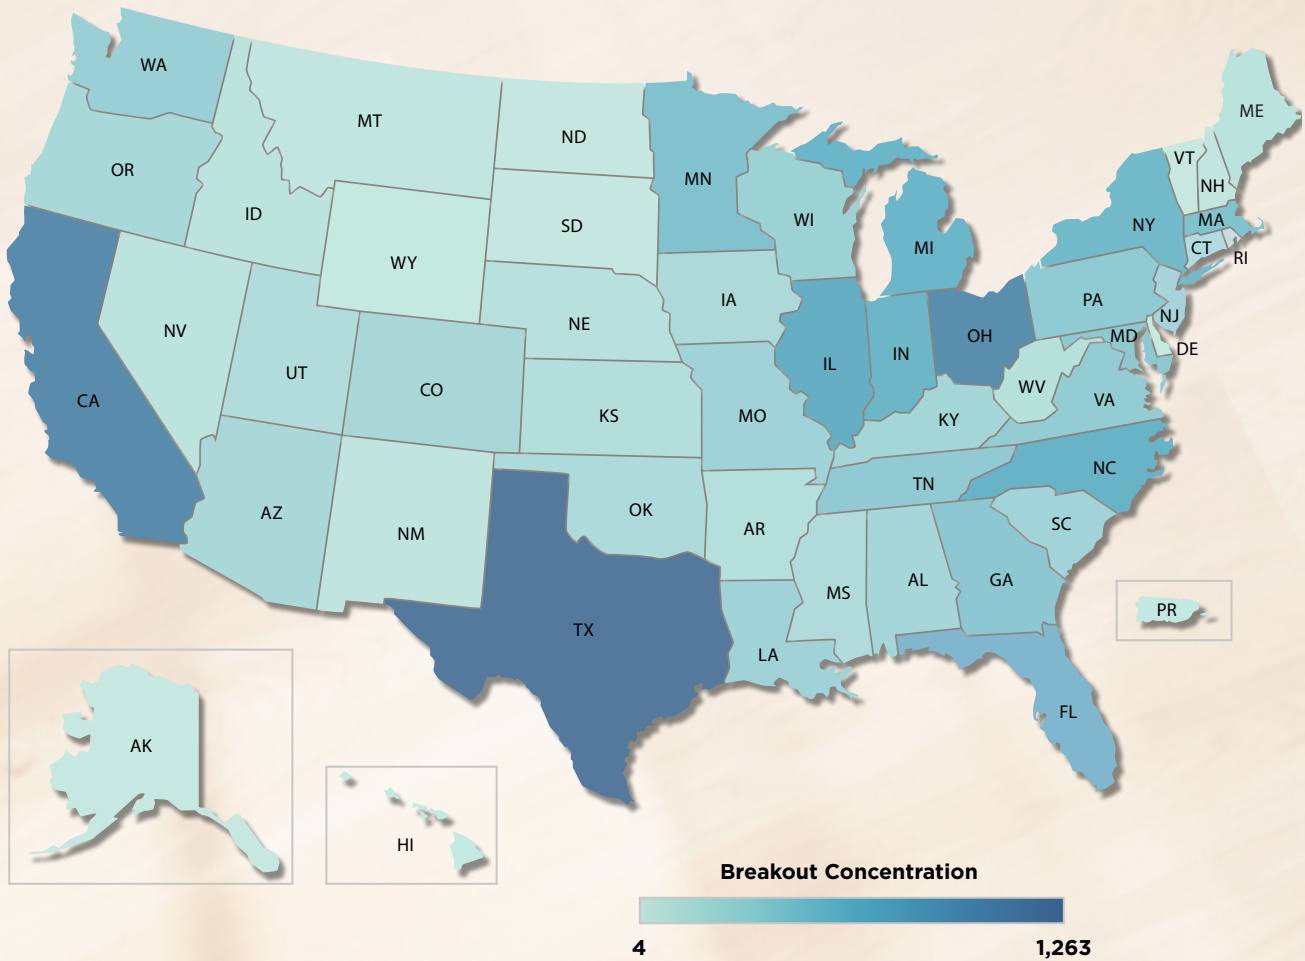 WA
MT
ND
ME
OR
MN
VT
ID
NH
SD
WI
MA
NY
MI
CT
WY
RI
IA
PA
NE
NJ
NV
OH
MD
DE
IN
IL
UT
WV
CO
CA
VA
KS
MO
KY
NC
TN
OK
AZ
SC
AR
NM
AL
GA
MS
PR
TX
LA
FL
AK
HI
Breakout Concentration
4 1,263